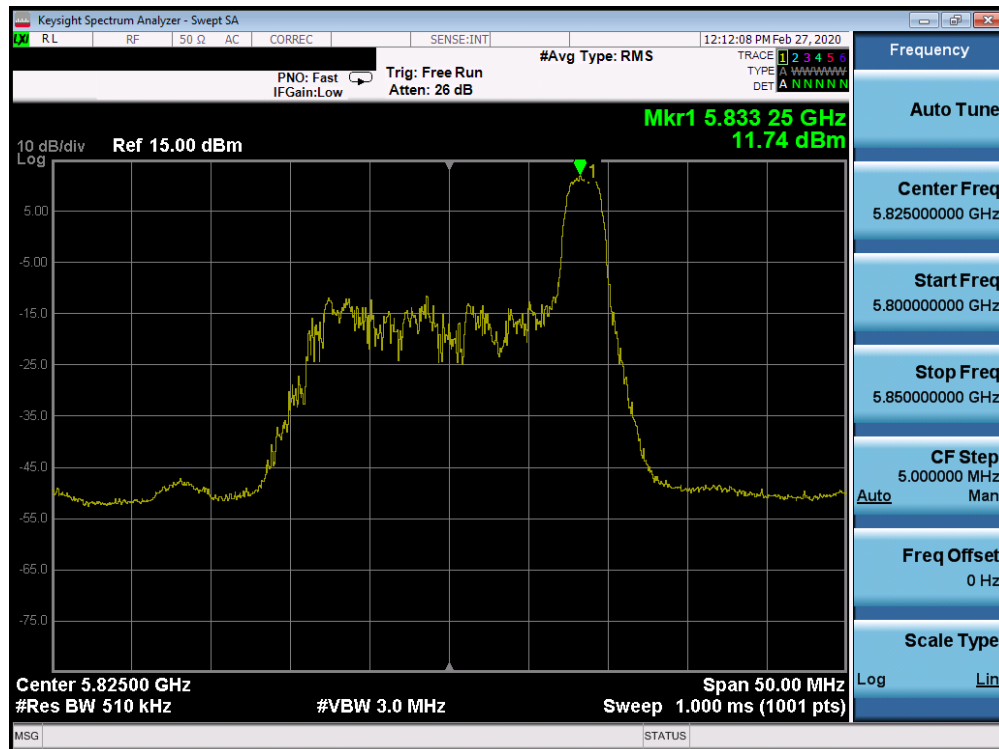 Keysight Spectrum Analyzer - Swept SA
LXI RL RF 50 Ω AC CORREC SENSE:INT 12:12:08 PM Feb 27, 2020
#Avg Type: RMS TRACE 1 2 3 4 5 6
PNO: Fast Trig: Free Run TYPE A WWWWW
IFGain:Low Atten: 26 dB DET A N N N N N
Mkr1 5.833 25 GHz
11.74 dBm
10 dB/div Ref 15.00 dBm
Log
1
5.00
-5.00
-15.0
-25.0
-35.0
-45.0
-55.0
-65.0
-75.0
Center 5.82500 GHz Span 50.00 MHz
#Res BW 510 kHz #VBW 3.0 MHz Sweep 1.000 ms (1001 pts)
MSG STATUS
Frequency
Auto Tune
Center Freq
5.825000000 GHz
Start Freq
5.800000000 GHz
Stop Freq
5.850000000 GHz
CF Step
5.000000 MHz
Auto Man
Freq Offset
0 Hz
Scale Type
Log Lin